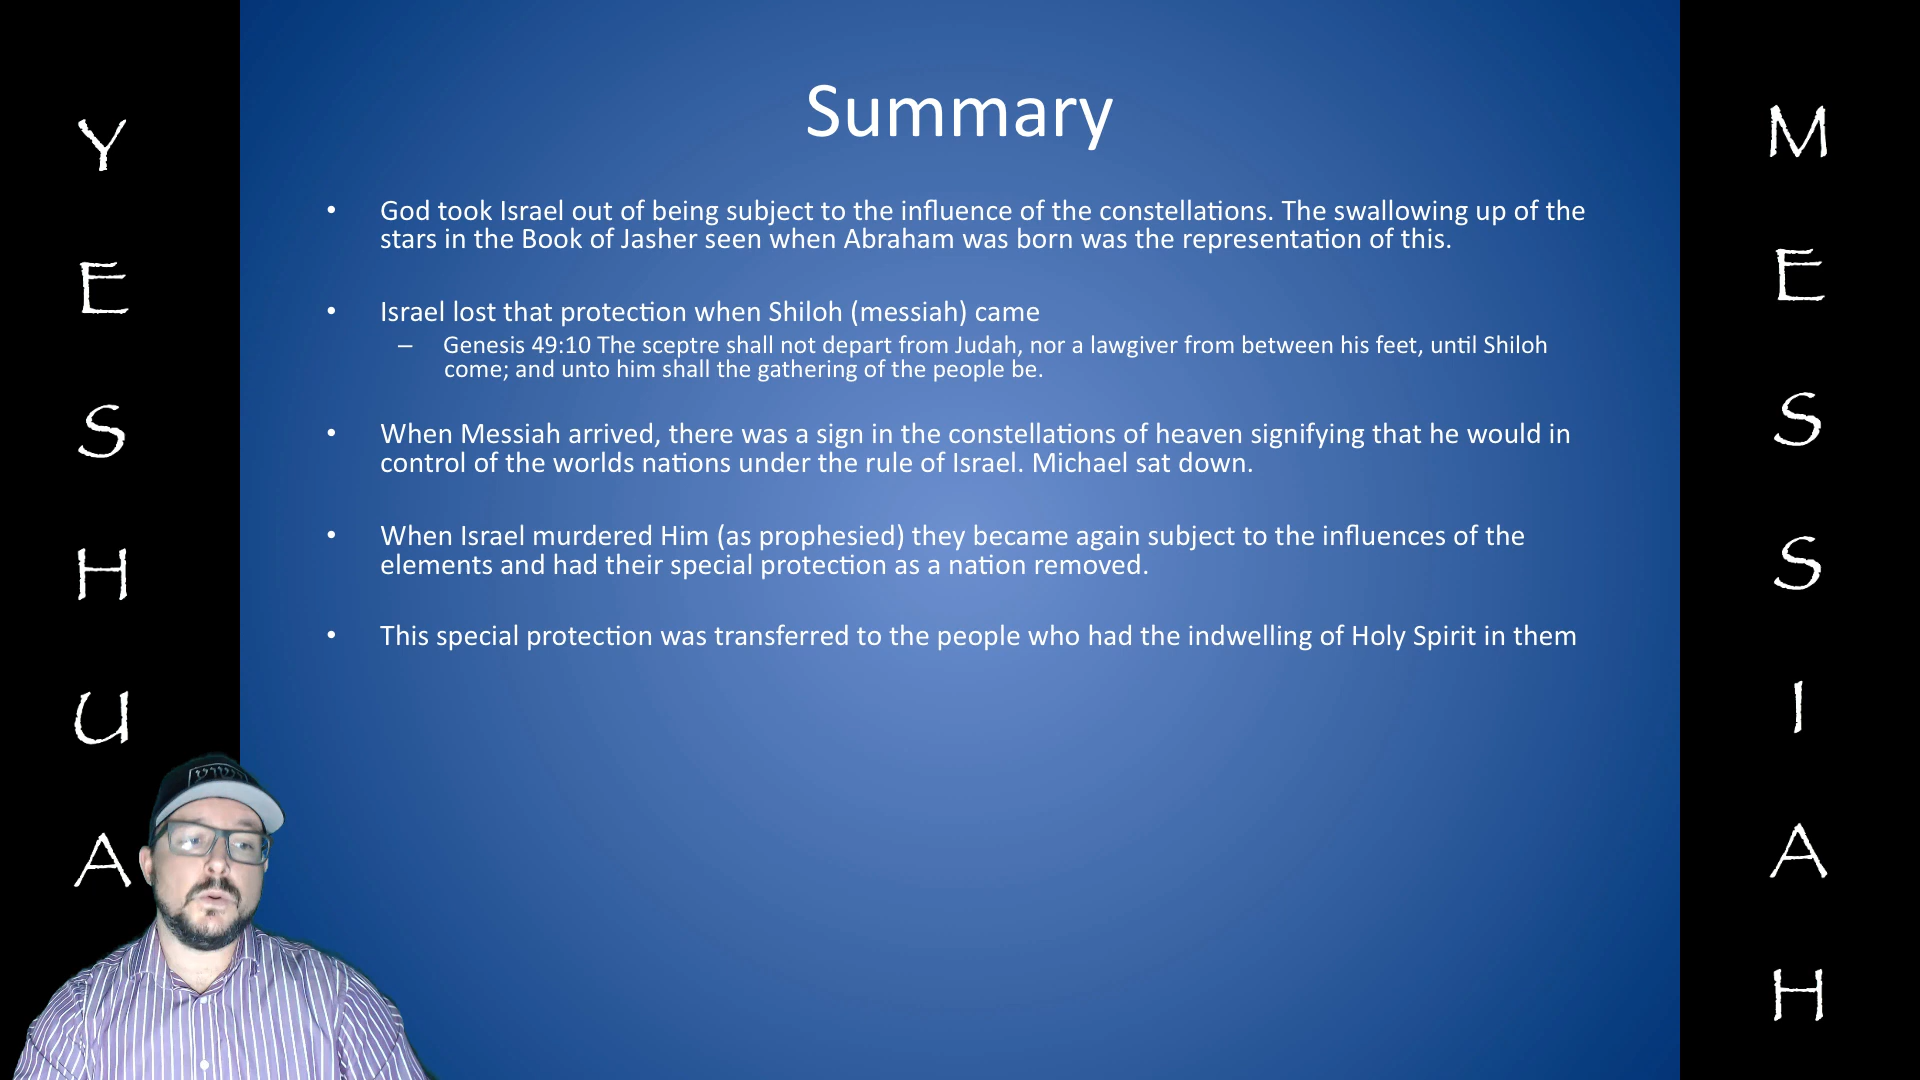 Summary
• God took Israel out of being subject to the influence of the constellations. The swallowing up of the
stars in the Book of Jasher seen when Abraham was born was the representation of this.
• Israel lost that protection when Shiloh (messiah) came
– Genesis 49:10 The sceptre shall not depart from Judah, nor a lawgiver from between his feet, until Shiloh
come; and unto him shall the gathering of the people be.
• When Messiah arrived, there was a sign in the constellations of heaven signifying that he would in
control of the worlds nations under the rule of Israel. Michael sat down.
• When Israel murdered Him (as prophesied) they became again subject to the influences of the
elements and had their special protection as a nation removed.
• This special protection was transferred to the people who had the indwelling of Holy Spirit in them
Y
E
S
H
U
A
M
E
S
S
I
A
H